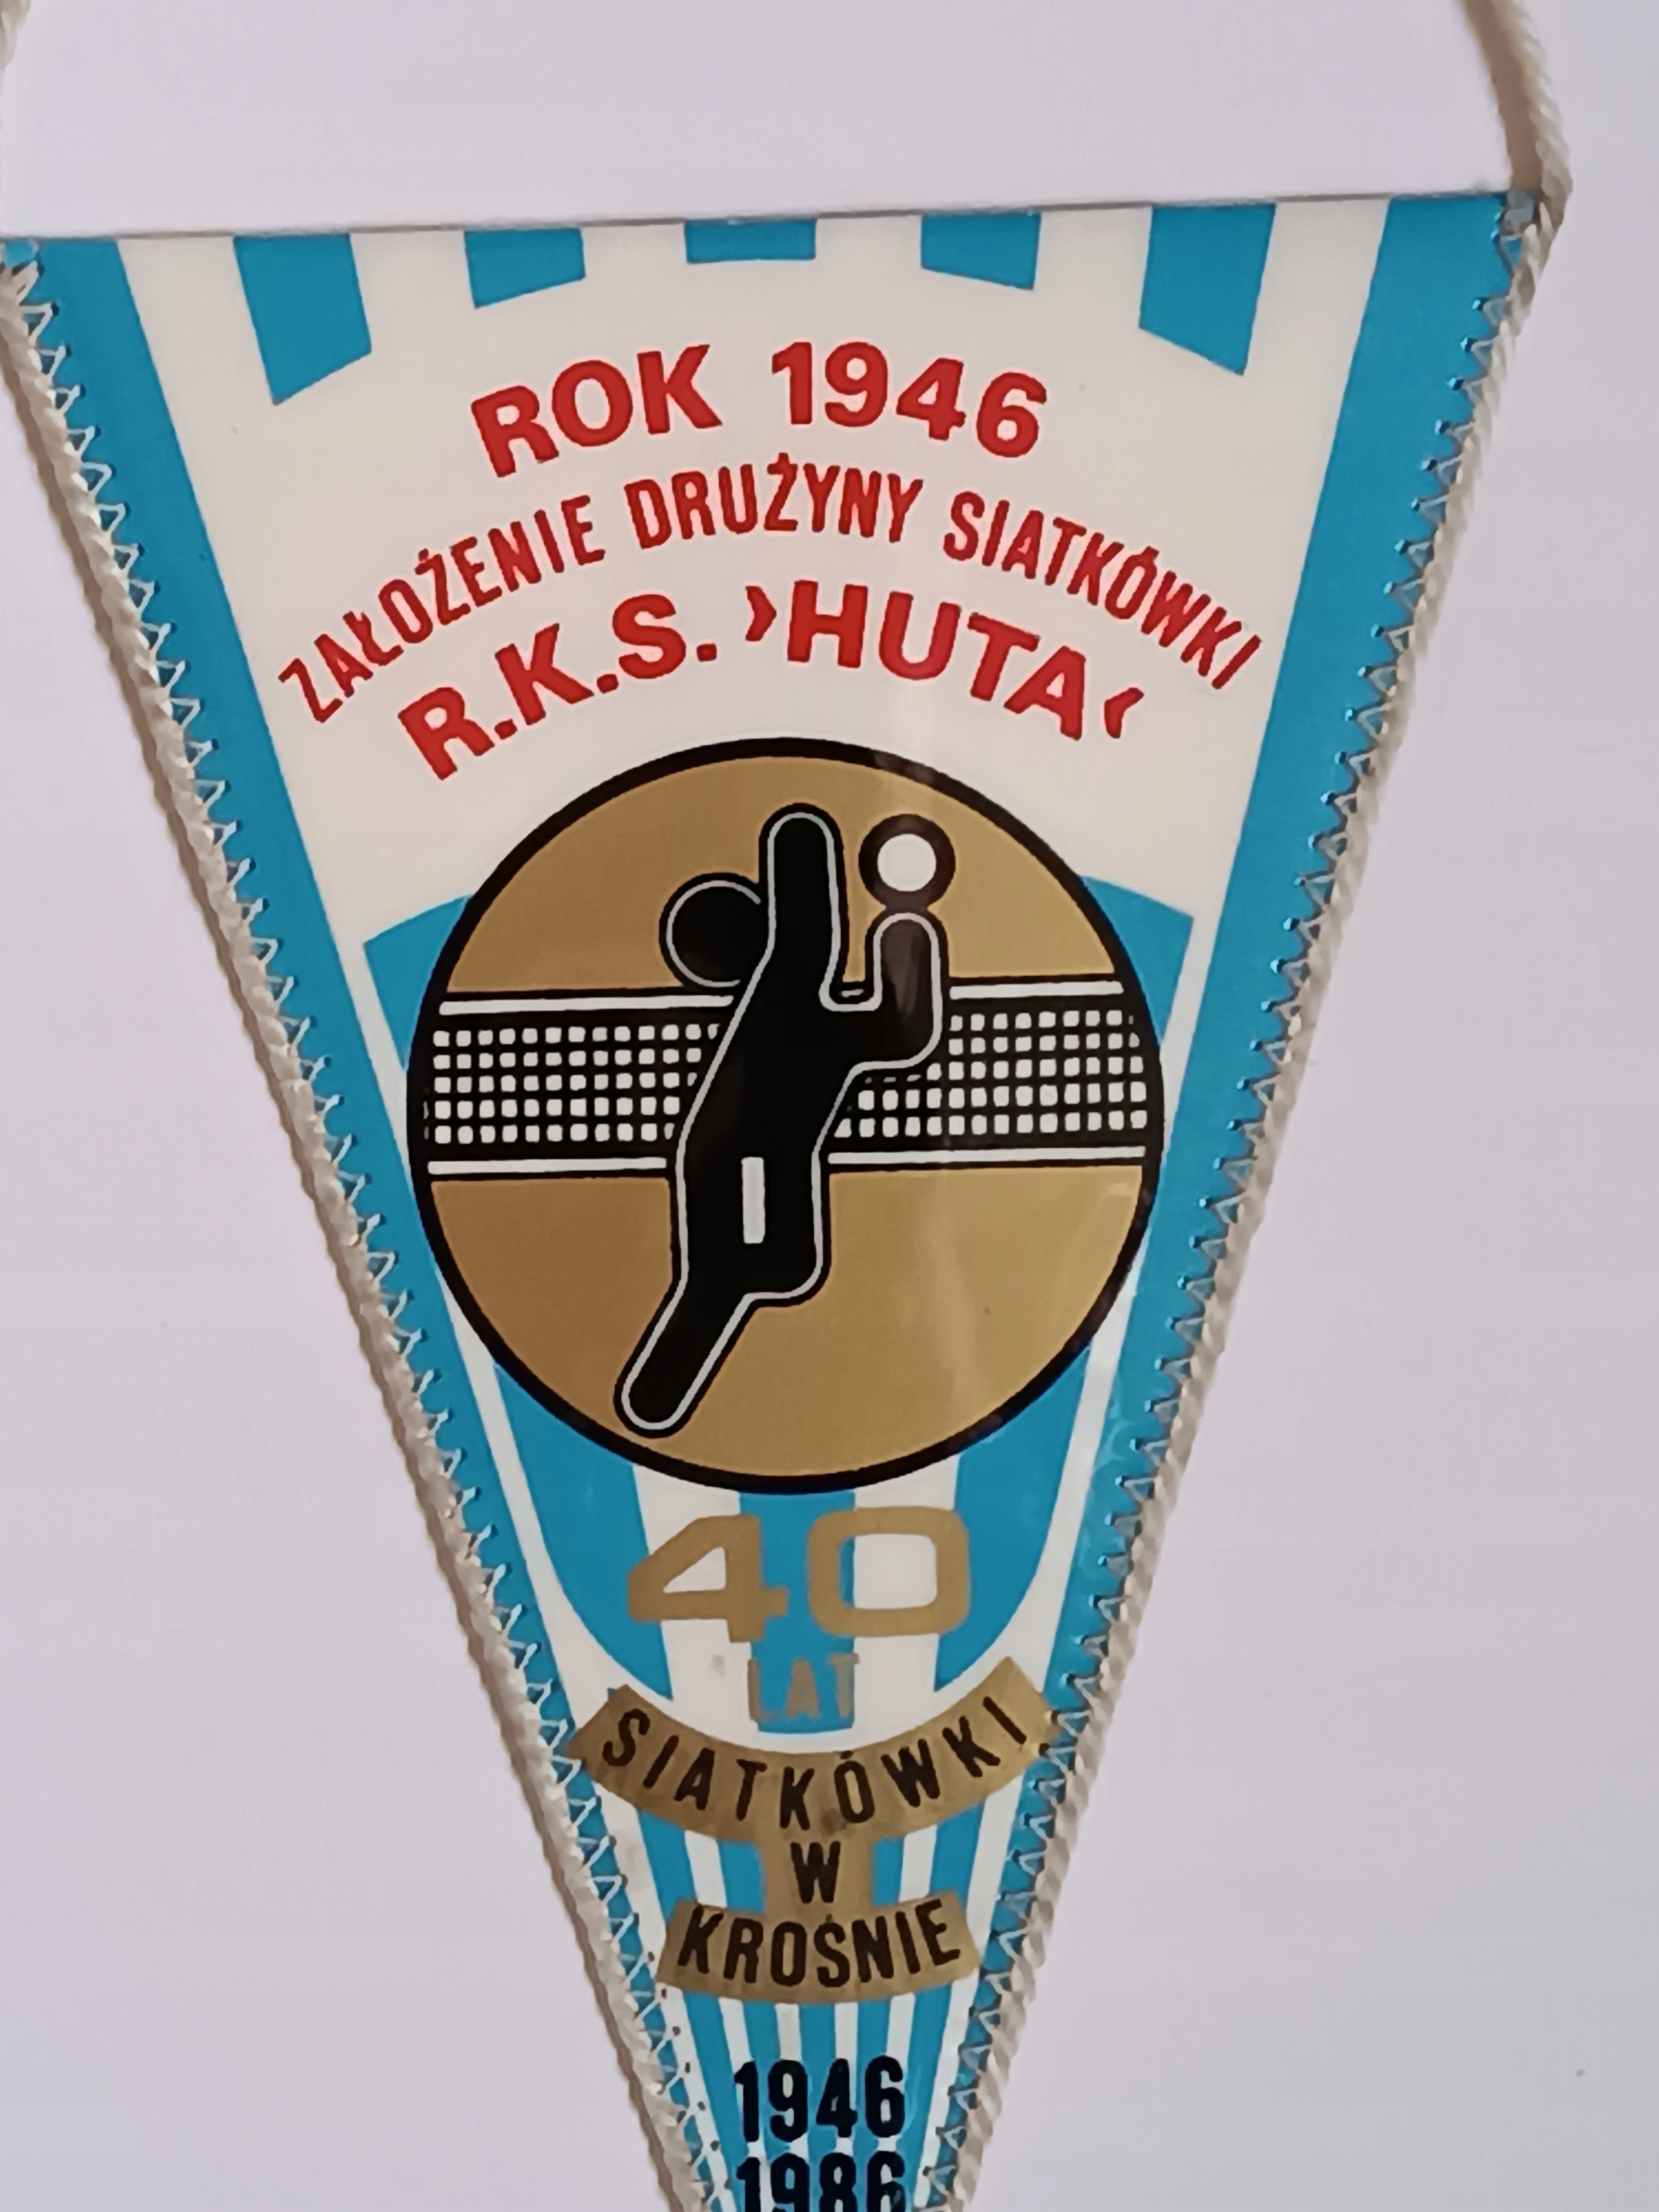 ROK 1946
ZAŁOŻENIE DRUŻYNY SIATKÓWKI
R.K.S. ›HUTA‹
40
LAT
SIATKÓWKI
W
KROŚNIE
1946
1986